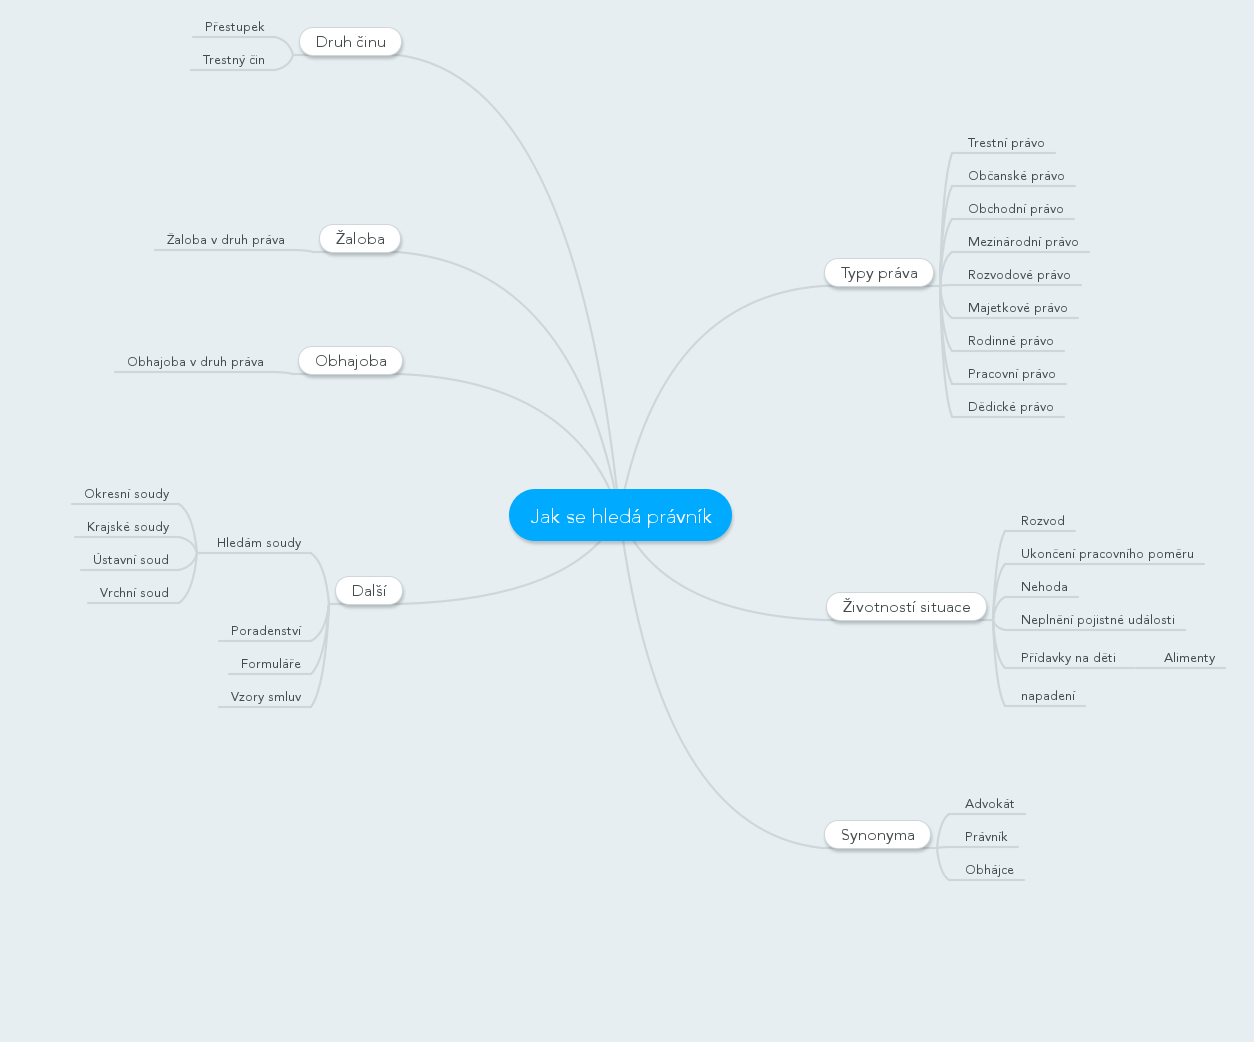 Jak se hledá právník
Druh činu
Přestupek
Trestný čin
Žaloba
Žaloba v druh práva
Obhajoba
Obhajoba v druh práva
Další
Hledám soudy
Okresní soudy
Krajské soudy
Ústavní soud
Vrchní soud
Poradenství
Formuláře
Vzory smluv
Typy práva
Trestní právo
Občanské právo
Obchodní právo
Mezinárodní právo
Rozvodové právo
Majetkové právo
Rodinné právo
Pracovní právo
Dědické právo
Životností situace
Rozvod
Ukončení pracovního poměru
Nehoda
Neplnění pojistné události
Přídavky na děti
Alimenty
napadení
Synonyma
Advokát
Právník
Obhájce